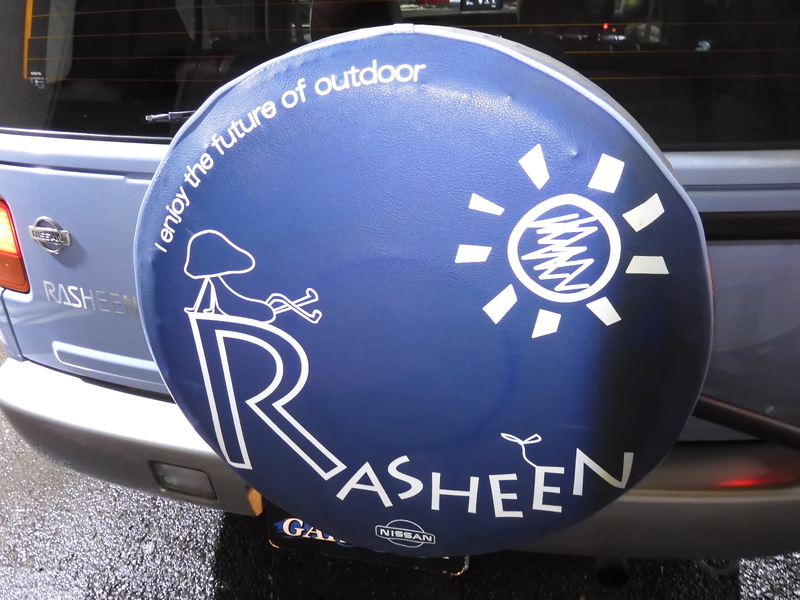 I enjoy the future of outdoor
NISSAN
RASHEEN
RASHEEN
NISSAN